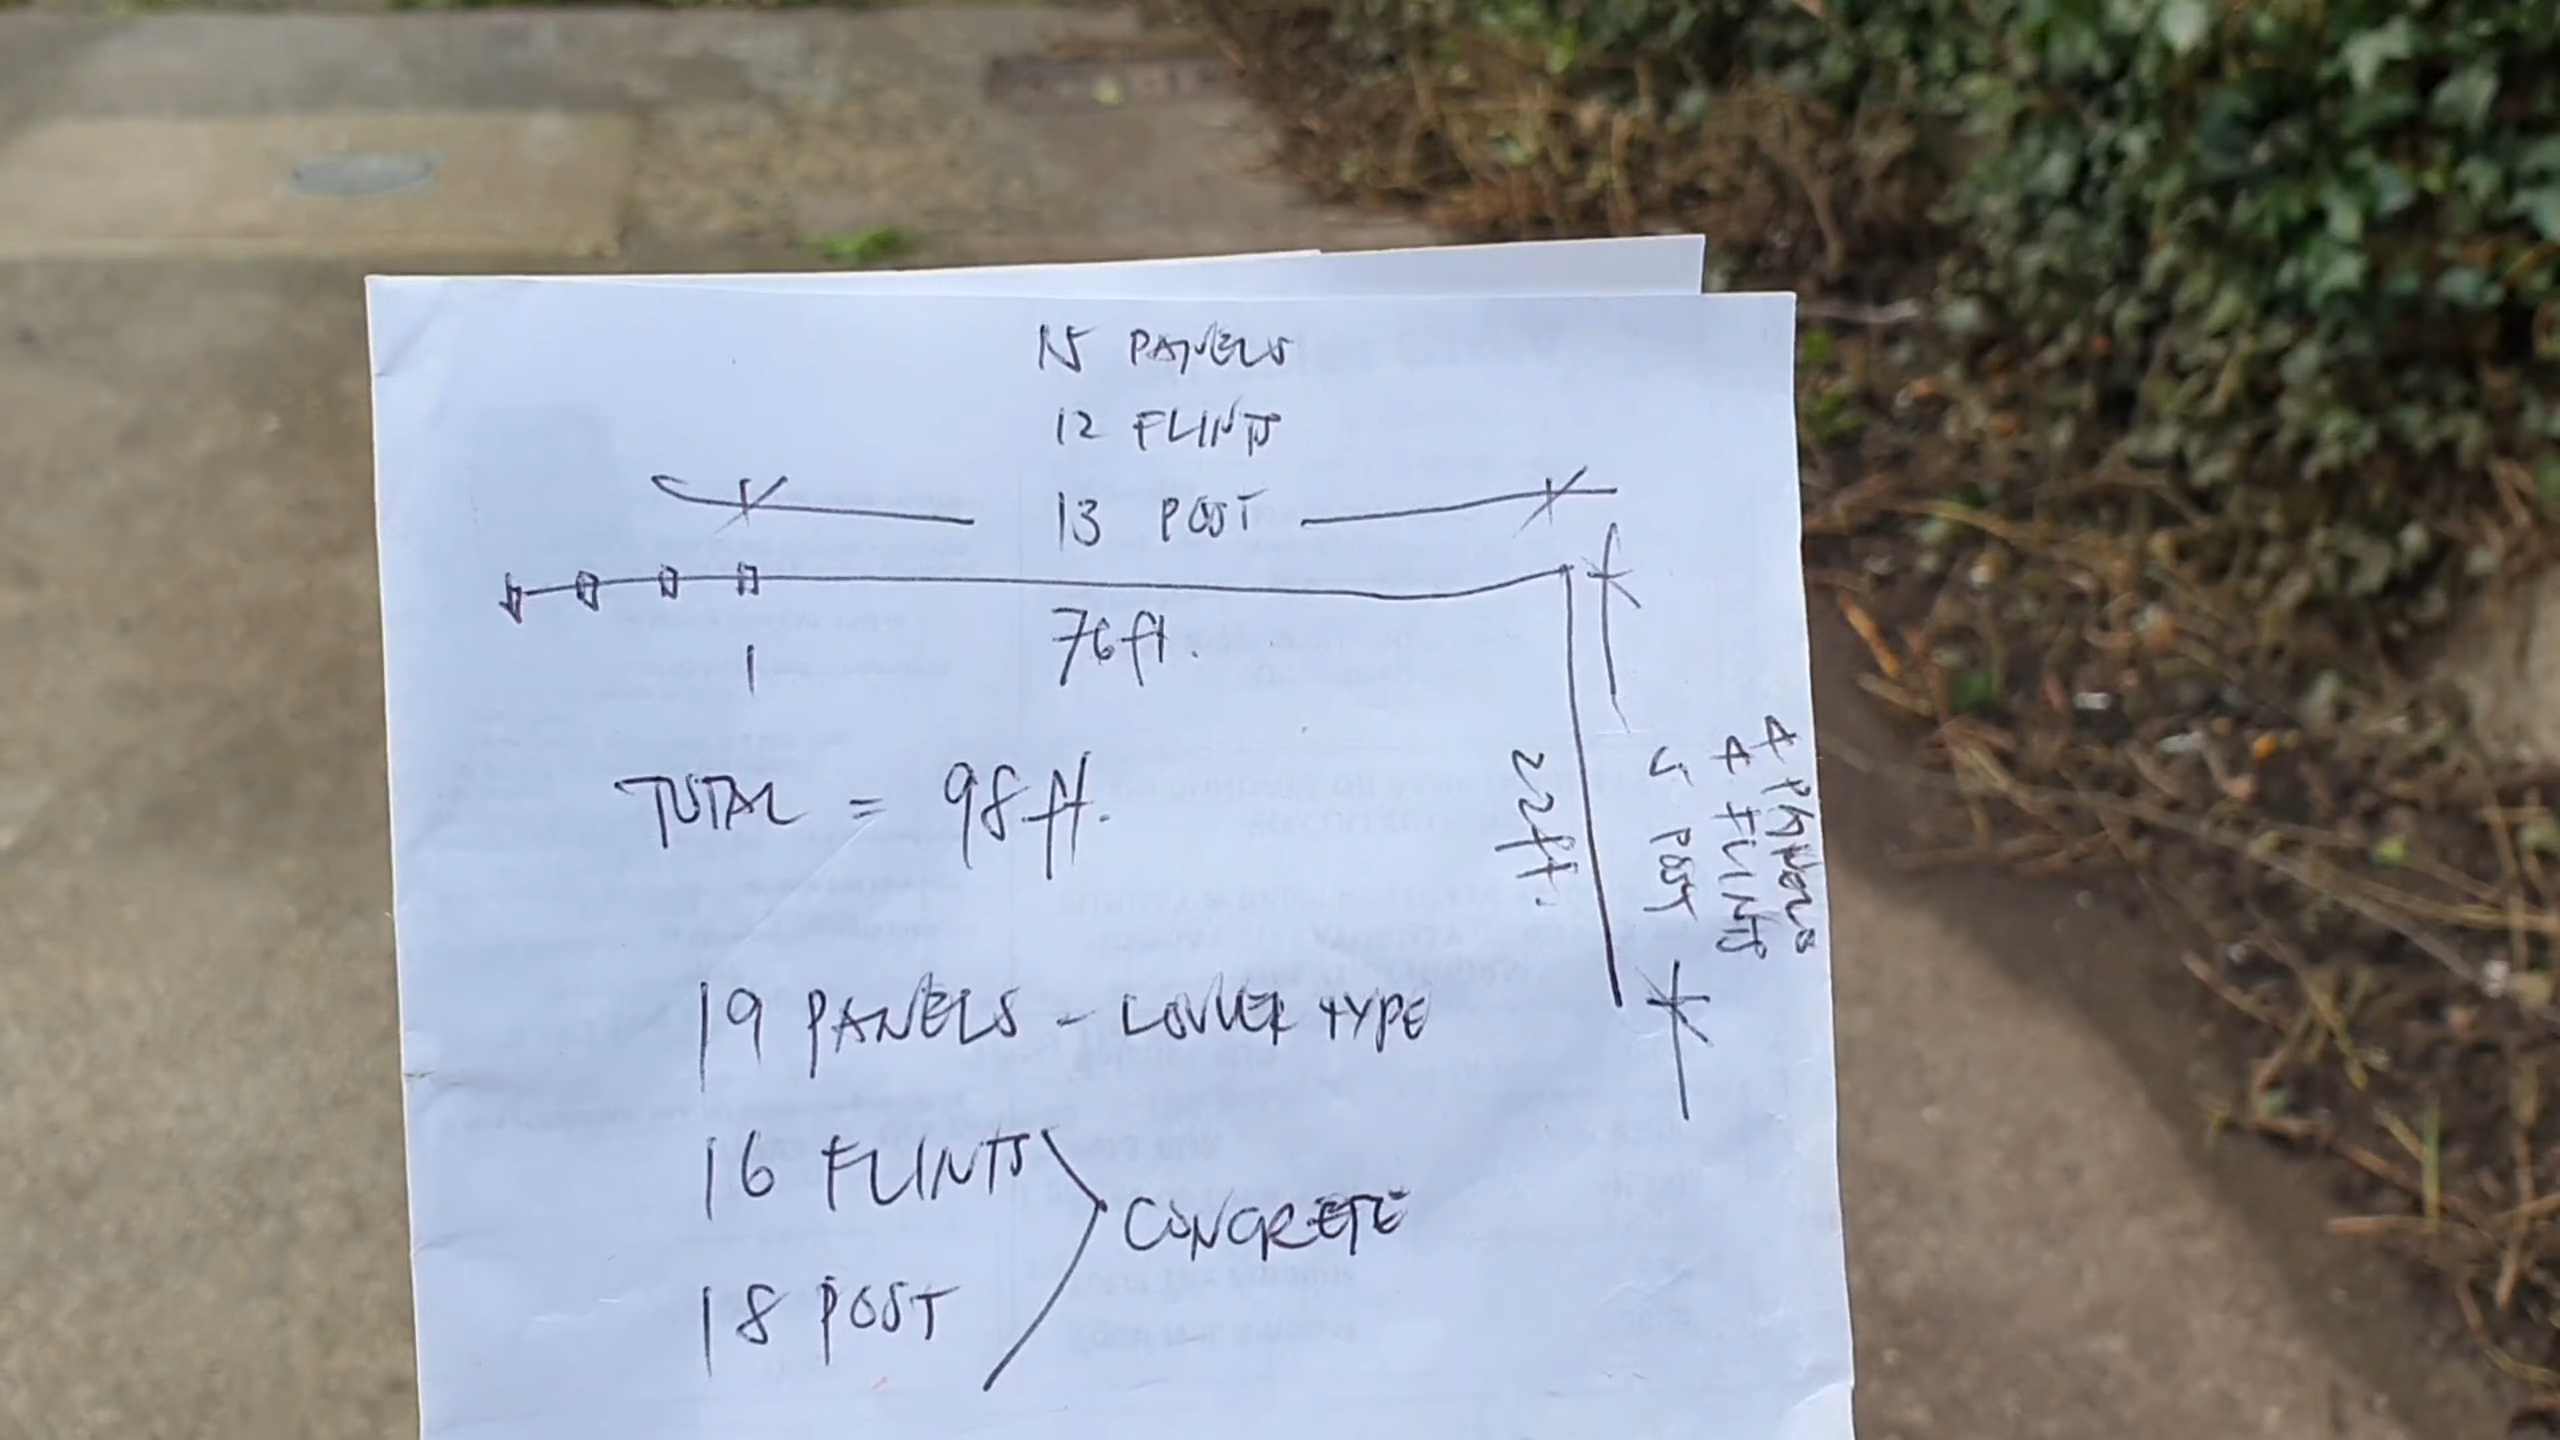 15 PANELS
12 FLINTS
13 POST
76ft.
22ft.
5 POST
4 FLINTS
4 PANELS
TOTAL = 98ft.
19 PANELS - LOUVER TYPE
16 FLINTS
18 POST
CONCRETE